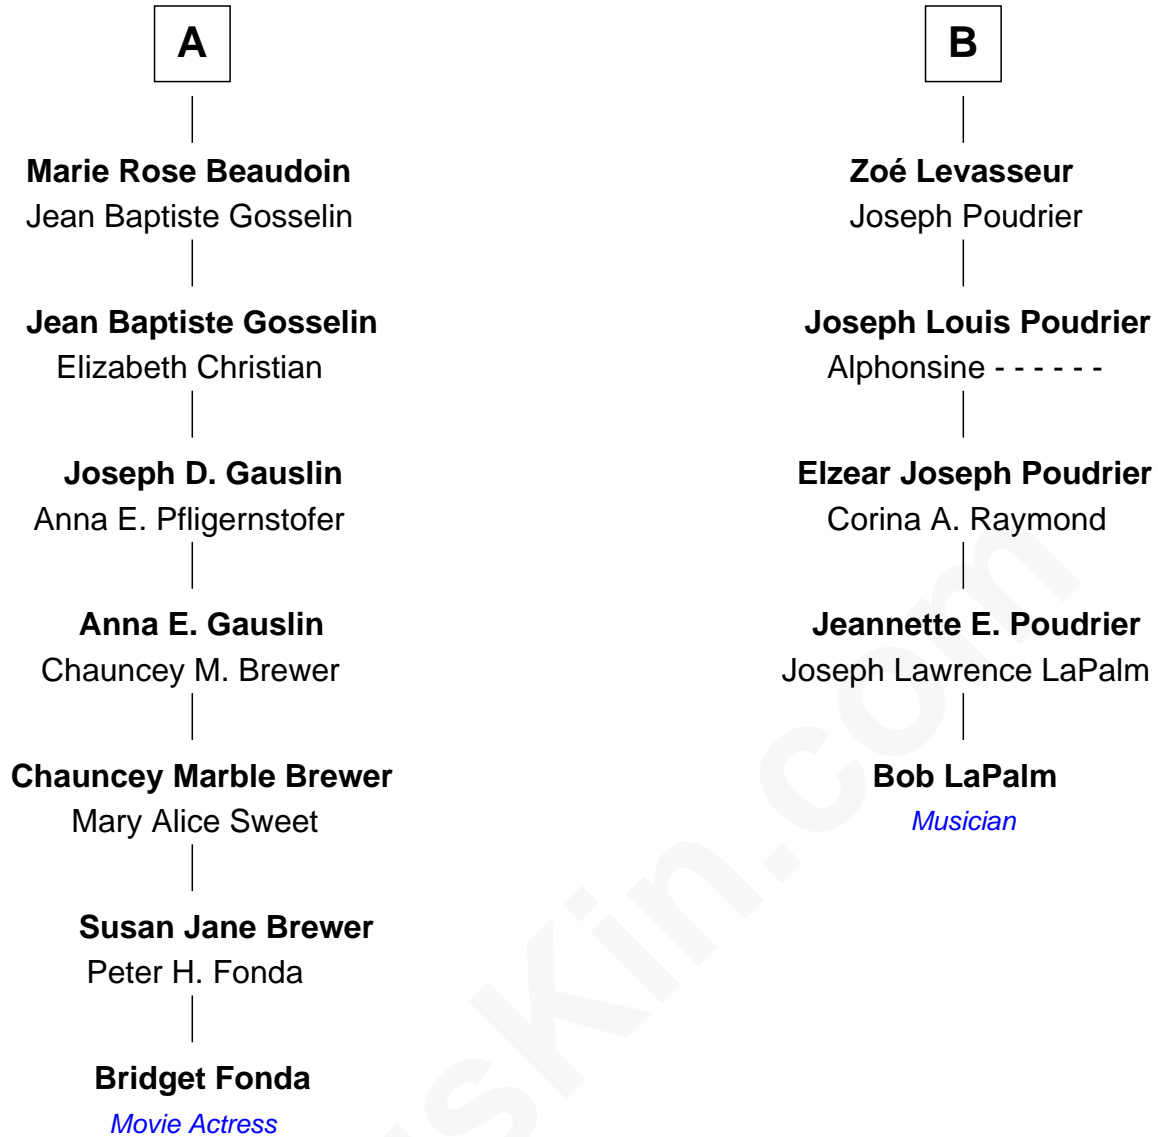 A
Marie Rose Beaudoin
Jean Baptiste Gosselin
Jean Baptiste Gosselin
Elizabeth Christian
Joseph D. Gauslin
Anna E. Pfligernstofer
Anna E. Gauslin
Chauncey M. Brewer
Chauncey Marble Brewer
Mary Alice Sweet
Susan Jane Brewer
Peter H. Fonda
Bridget Fonda
Movie Actress
B
Zoé Levasseur
Joseph Poudrier
Joseph Louis Poudrier
Alphonsine - - - - - -
Elzear Joseph Poudrier
Corina A. Raymond
Jeannette E. Poudrier
Joseph Lawrence LaPalm
Bob LaPalm
Musician
sKin.com